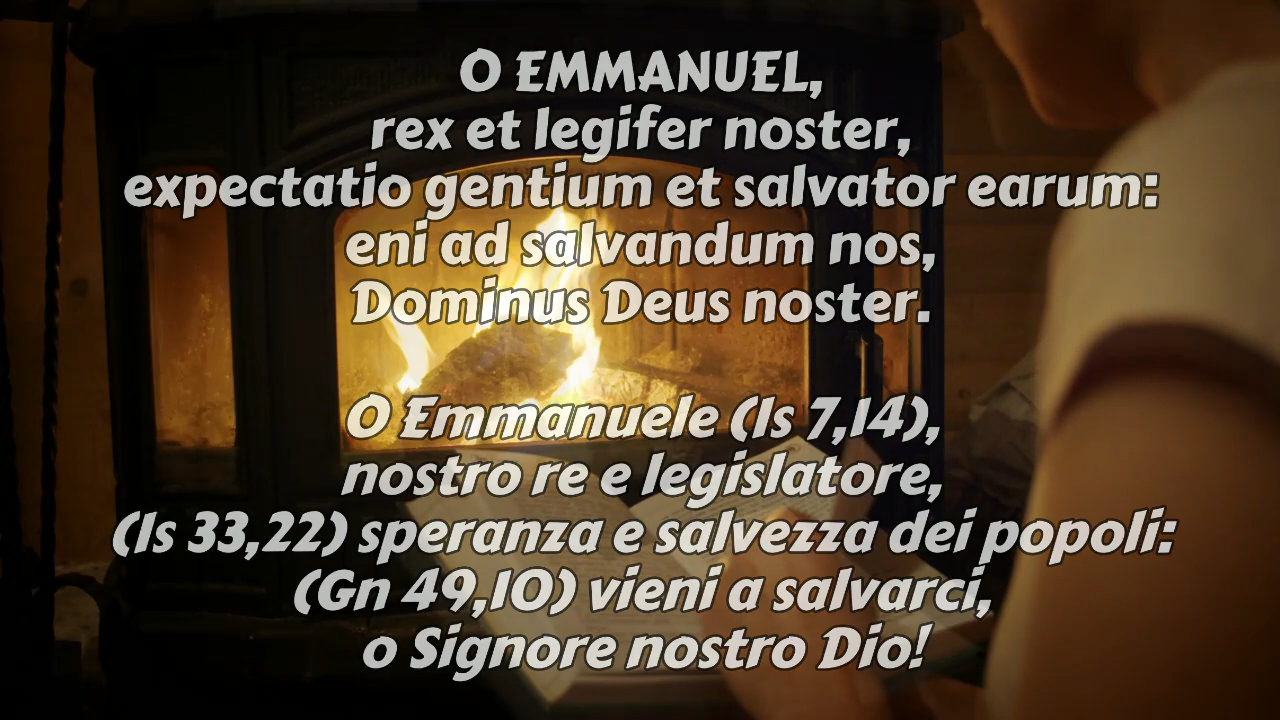 O EMMANUEL,
rex et legifer noster,
expectatio gentium et salvator earum:
eni ad salvandum nos,
Dominus Deus noster.
O Emmanuele (Is 7,14),
nostro re e legislatore,
(Is 33,22) speranza e salvezza dei popoli:
(Gn 49,10) vieni a salvarci,
o Signore nostro Dio!